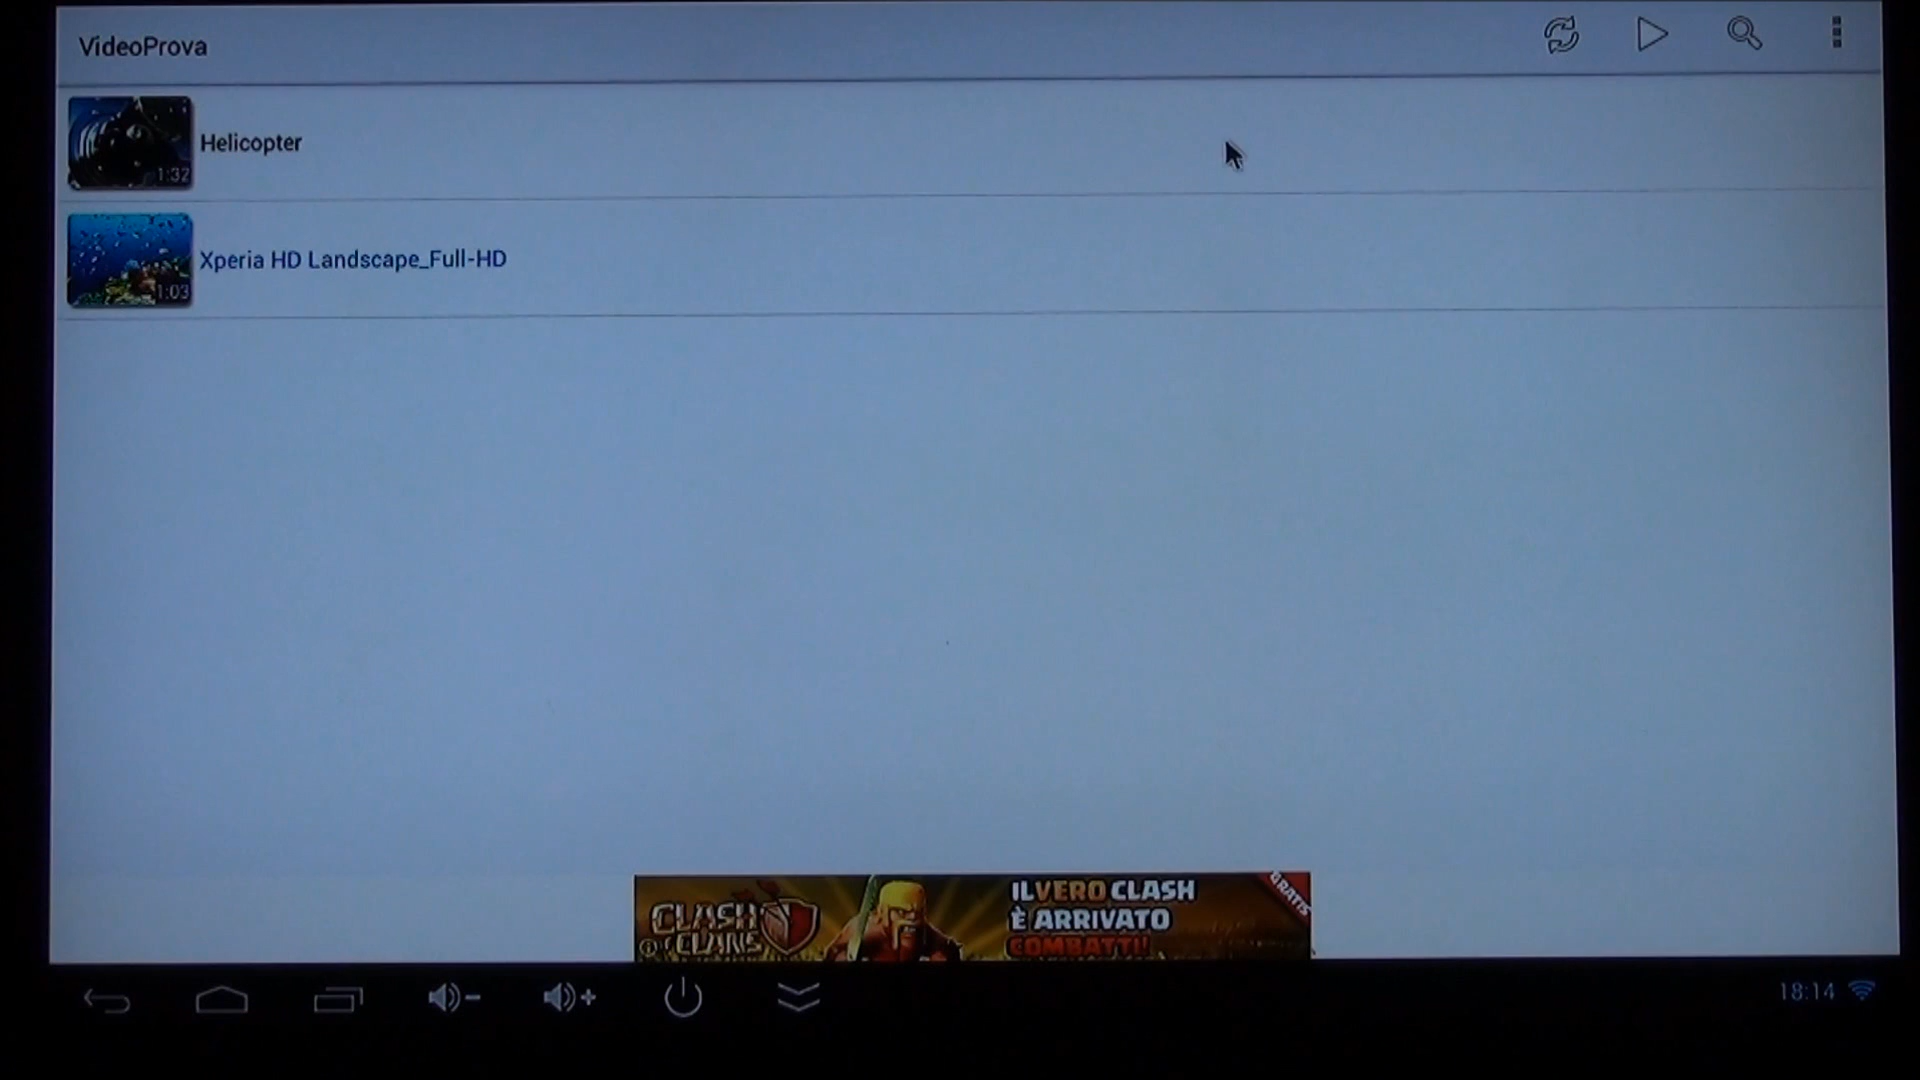 VideoProva
1:32
Helicopter
1:03
Xperia HD Landscape_Full-HD
CLASH
OF CLANS
IL VERO CLASH
È ARRIVATO
COMBATTI!
GRATIS
18:14